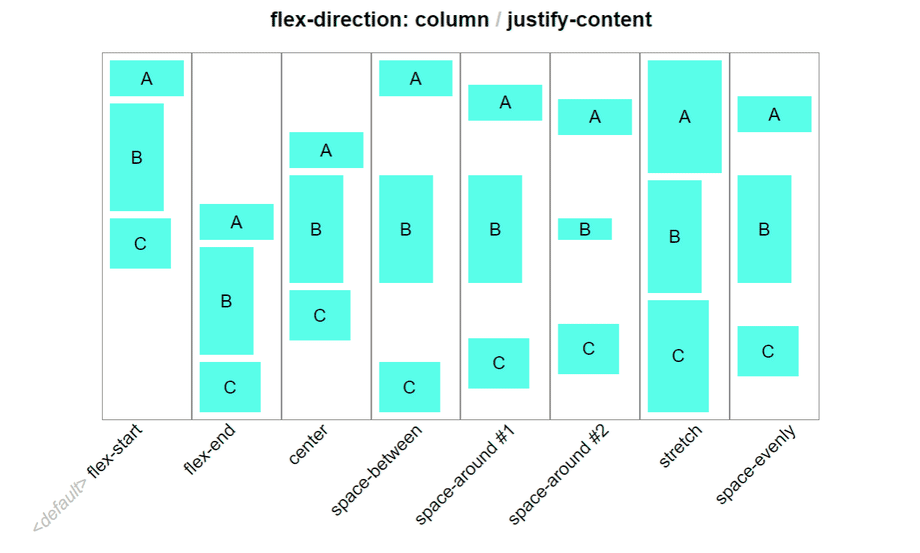 flex-direction: column / justify-content
A
B
C
A
B
C
A
B
C
A
B
C
A
B
C
A
B
C
A
B
C
A
B
C
<default> flex-start
flex-end
center
space-between
space-around #1
space-around #2
stretch
space-evenly